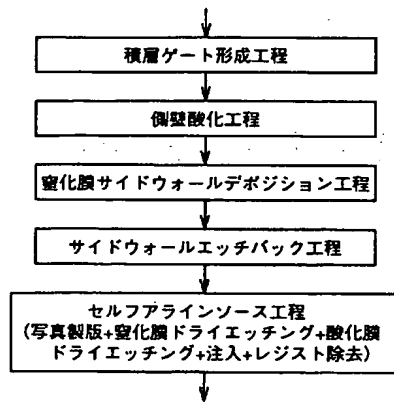 積層ゲート形成工程
側壁酸化工程
窒化膜サイドウォールデポジション工程
サイドウォールエッチバック工程
セルフアラインソース工程
(写真製版+窒化膜ドライエッチング+酸化膜
ドライエッチング+注入+レジスト除去)